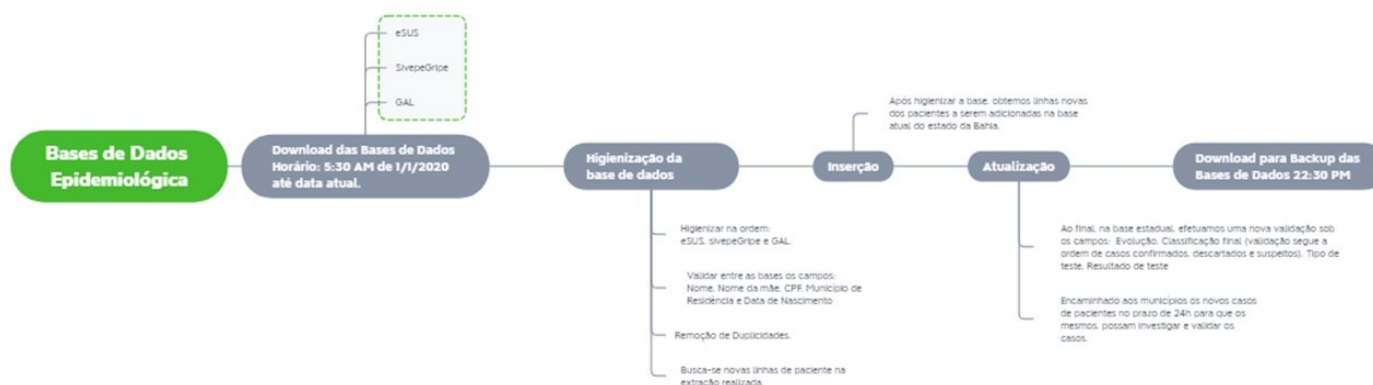 Bases de Dados
Epidemiológica
eSUS
SivepeGripe
GAL
Download das Bases de Dados
Horário: 5:30 AM de 1/1/2020
até data atual.
Higienização da
base de dados
Higienizar na ordem:
eSUS, sivepeGripe e GAL.
Validar entre as bases os campos:
Nome, Nome da mãe, CPF, Município de
Residência e Data de Nascimento
Remoção de Duplicidades.
Busca-se novas linhas de paciente na
extração realizada
Após higienizar a base, obtemos linhas novas
dos pacientes a serem adicionadas na base
atual do estado da Bahia.
Inserção
Atualização
Ao final, na base estadual, efetuamos uma nova validação sob
os campos: Evolução, Classificação final (validação segue a
ordem de casos confirmados, descartados e suspeitos), Tipo de
teste, Resultado de teste
Encaminhado aos municípios os novos casos
de pacientes no prazo de 24h para que os
mesmos, possam investigar e validar os
casos.
Download para Backup das
Bases de Dados 22:30 PM